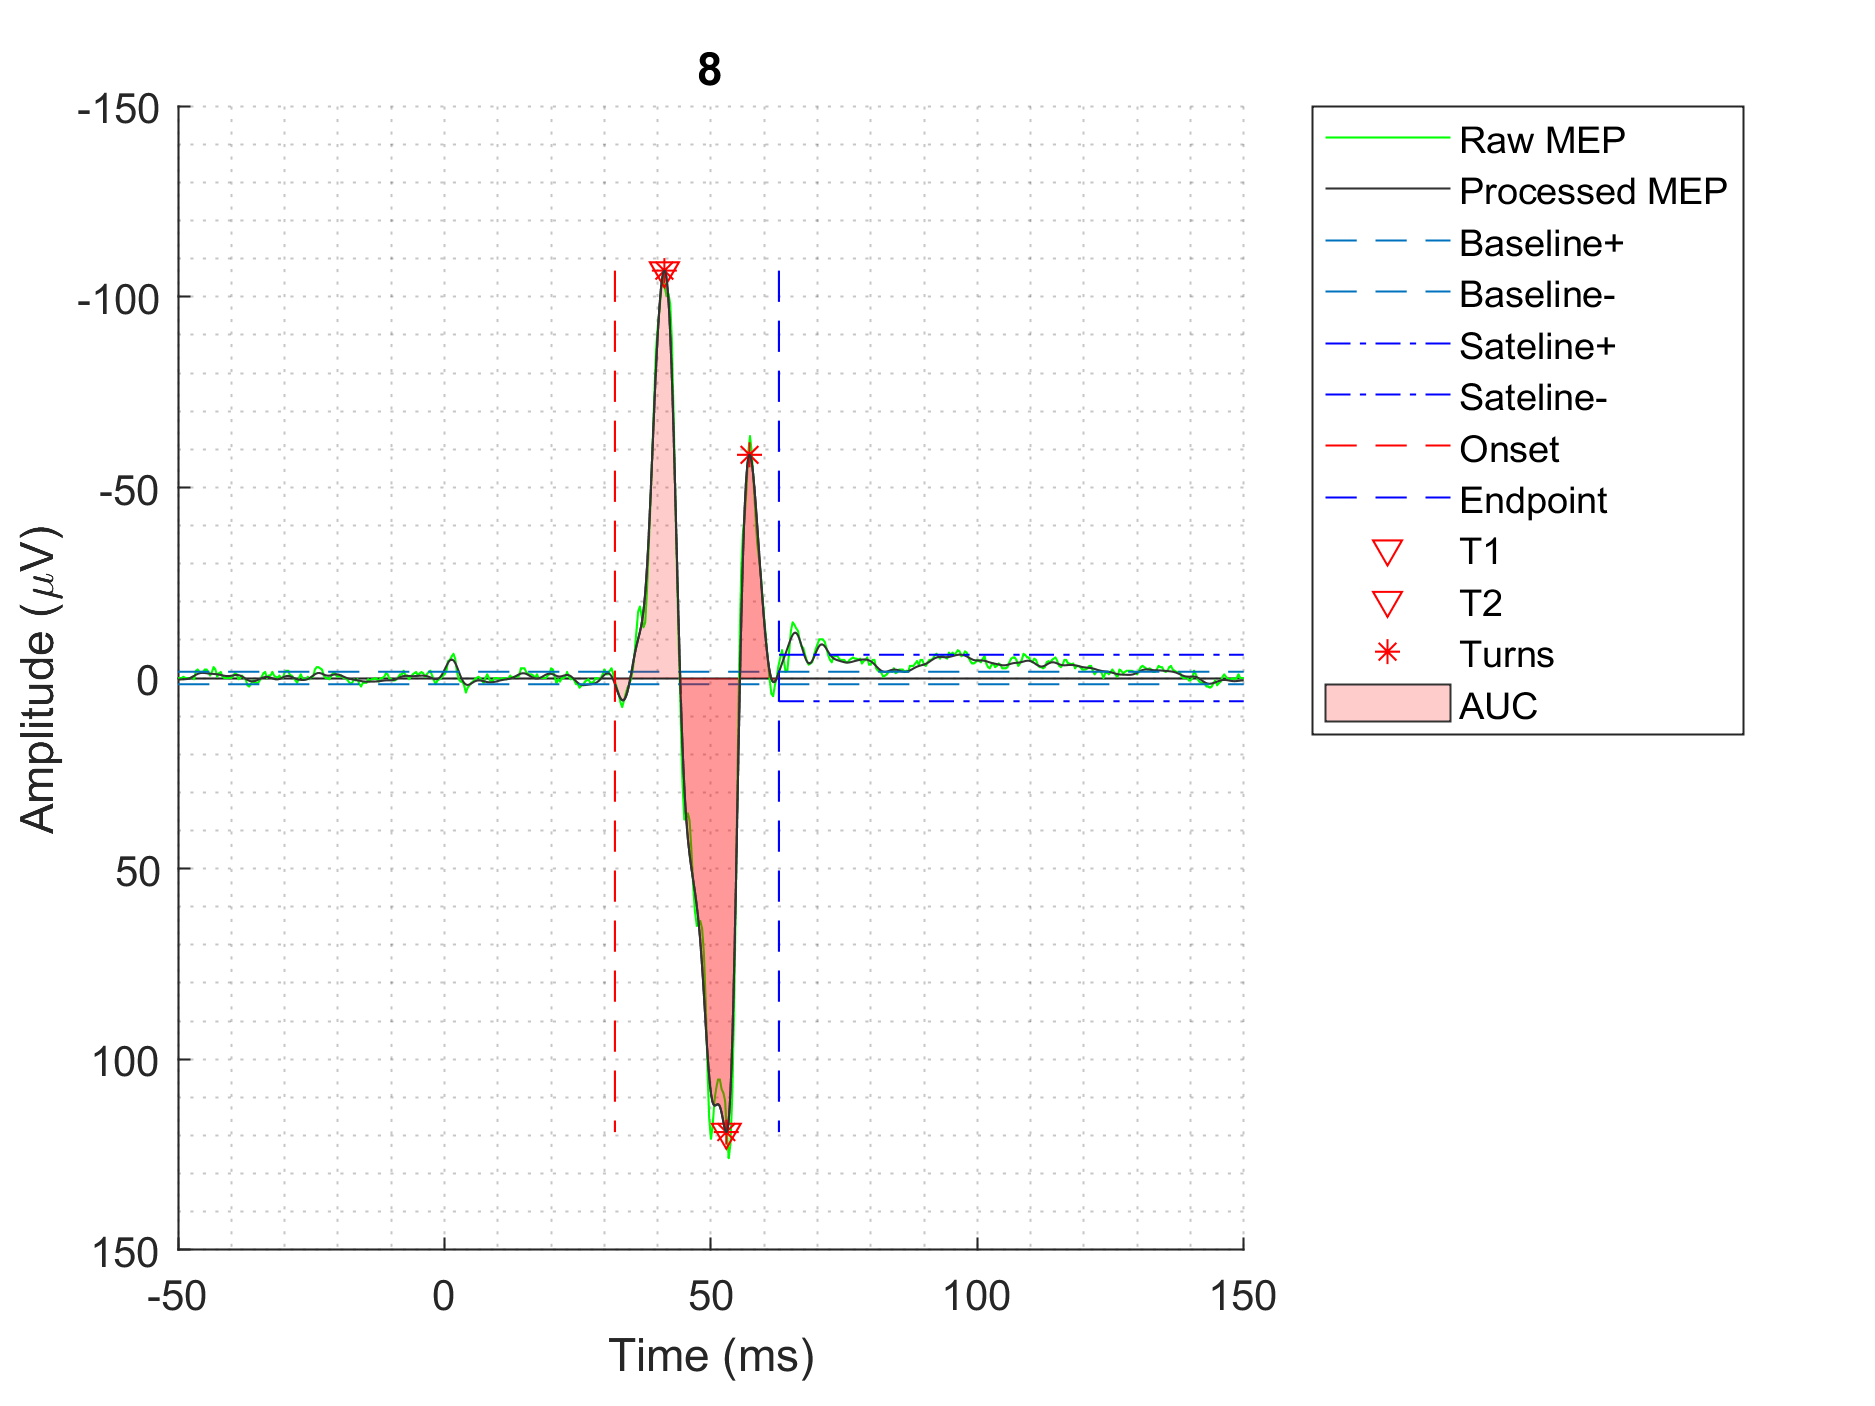 8
-150
-100
-50
0
50
100
150
Amplitude (μV)
-50 0 50 100 150
Time (ms)
Raw MEP
Processed MEP
Baseline+
Baseline-
Sateline+
Sateline-
Onset
Endpoint
T1
T2
Turns
AUC